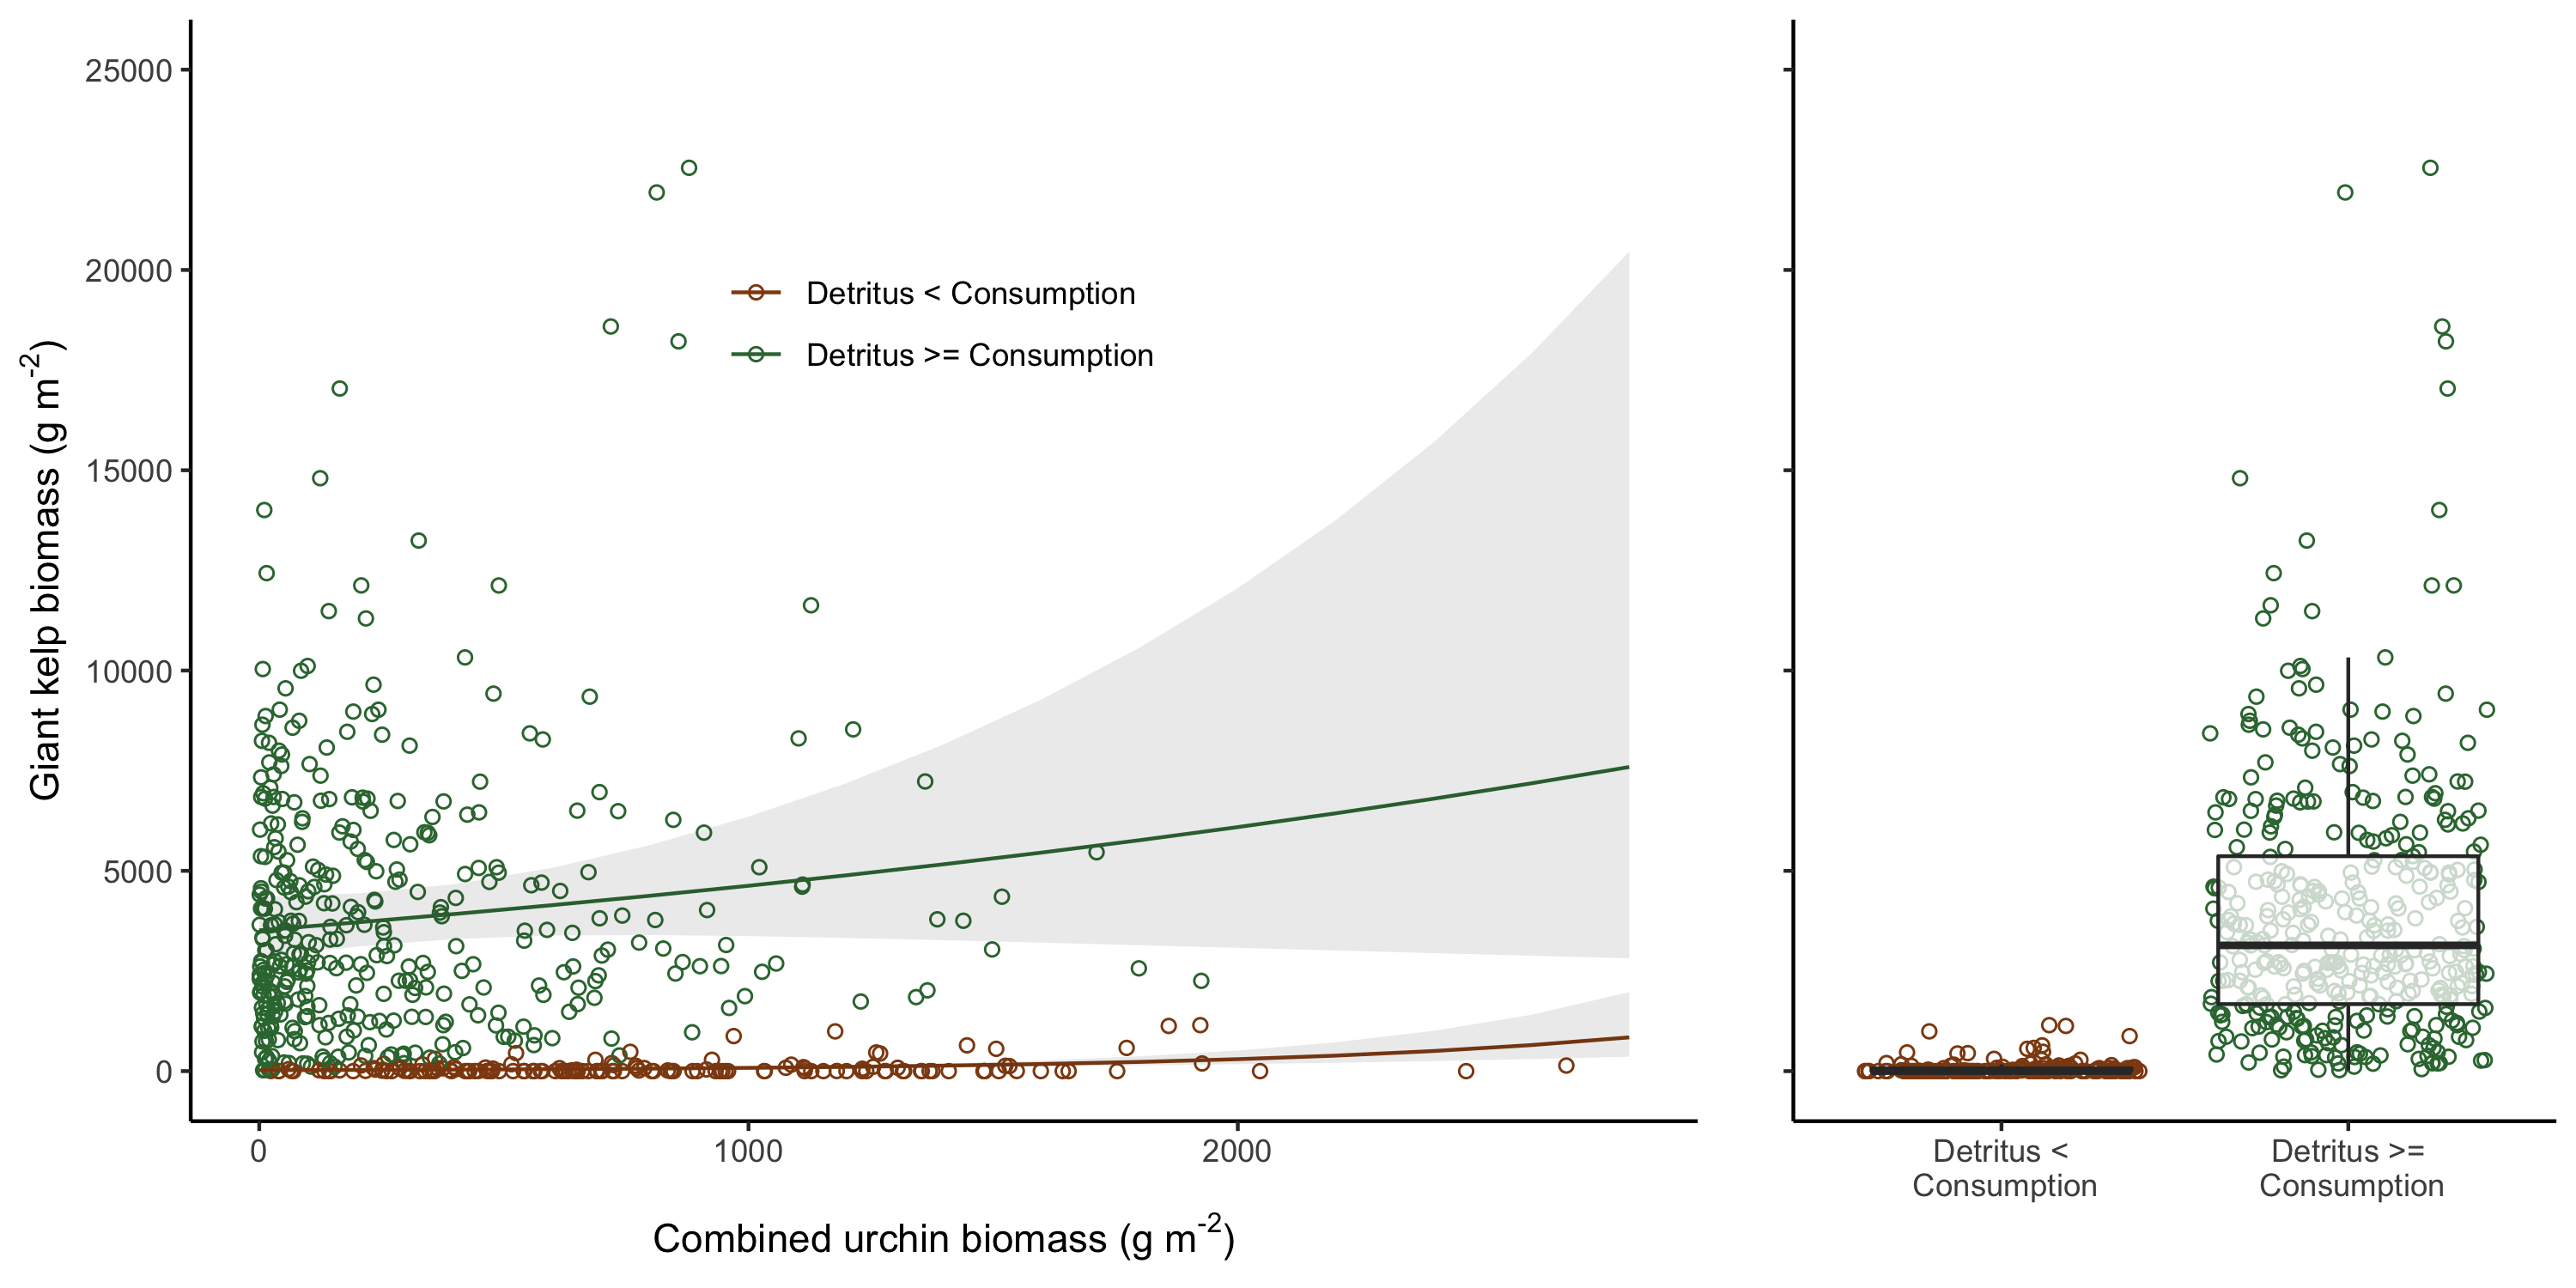 25000
20000
15000
10000
5000
0
Giant kelp biomass (g m-2)
Detritus < Consumption
Detritus >= Consumption
0 1000 2000
Combined urchin biomass (g m-2)
Detritus <
Consumption
Detritus >=
Consumption